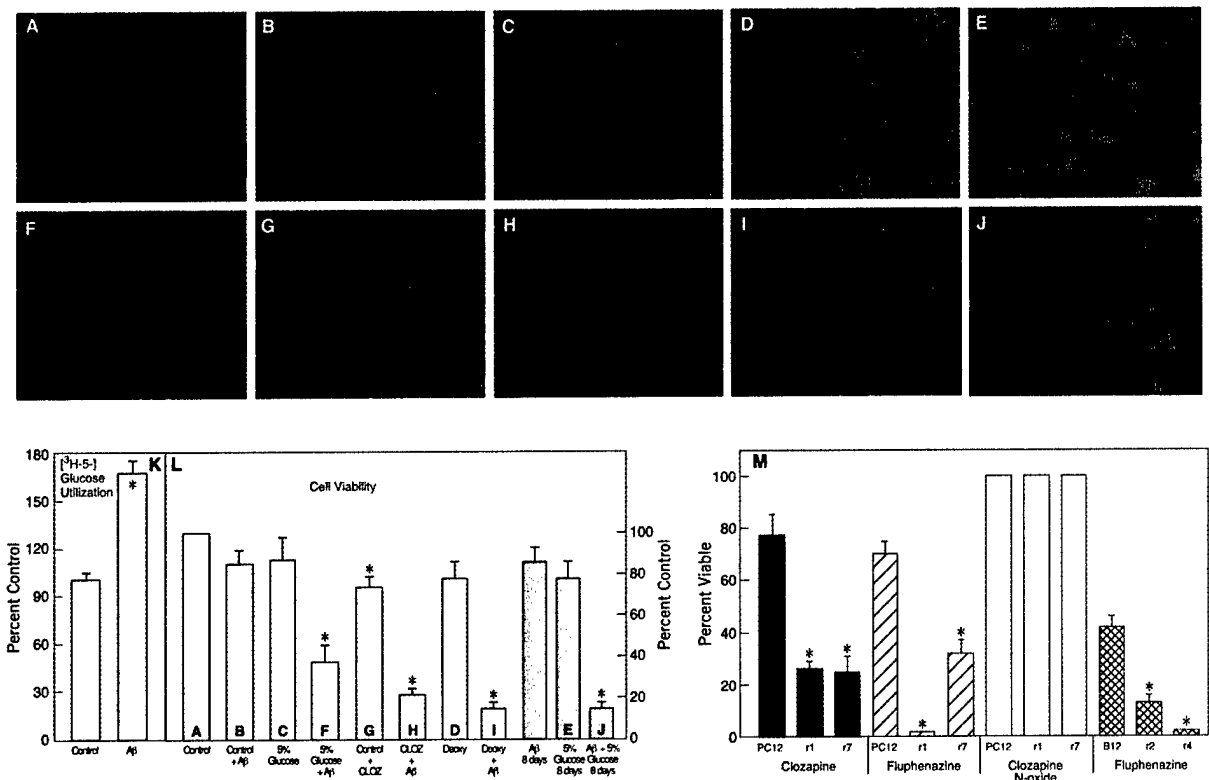 A
B
C
D
E
F
G
H
I
J
180
150
120
90
60
30
0
Percent Control
[³H-5-]
Glucose
Utilization
K
L
Cell Viability
*
*
*
*
*
*
A
B
C
F
G
H
D
I
E
J
100
80
60
40
20
0
Percent Control
Control
Aβ
Control
Control
+ Aβ
5%
Glucose
5%
Glucose
+ Aβ
Control
+
CLOZ
CLOZ
+
Aβ
Deoxy
Deoxy
+
Aβ
Aβ
8 days
5%
Glucose
8 days
Aβ + 5%
Glucose
8 days
M
100
80
60
40
20
0
Percent Viable
*
*
*
*
*
*
PC12 r1 r7
Clozapine
PC12 r1 r7
Fluphenazine
PC12 r1 r7
Clozapine
N-oxide
B12 r2 r4
Fluphenazine